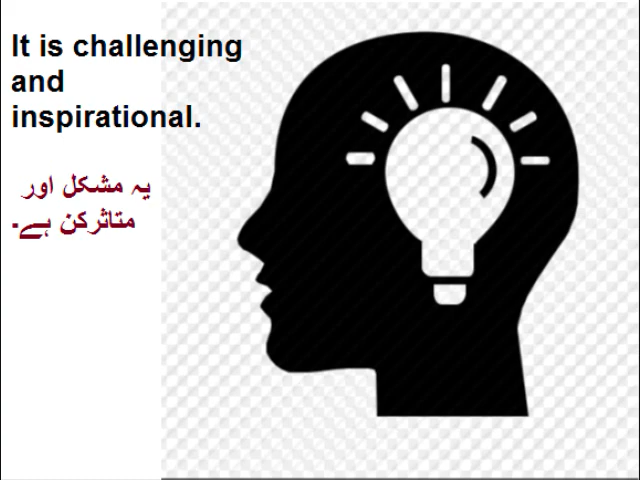 It is challenging
and
inspirational.
یہ مشکل اور
متاثرکن ہے۔